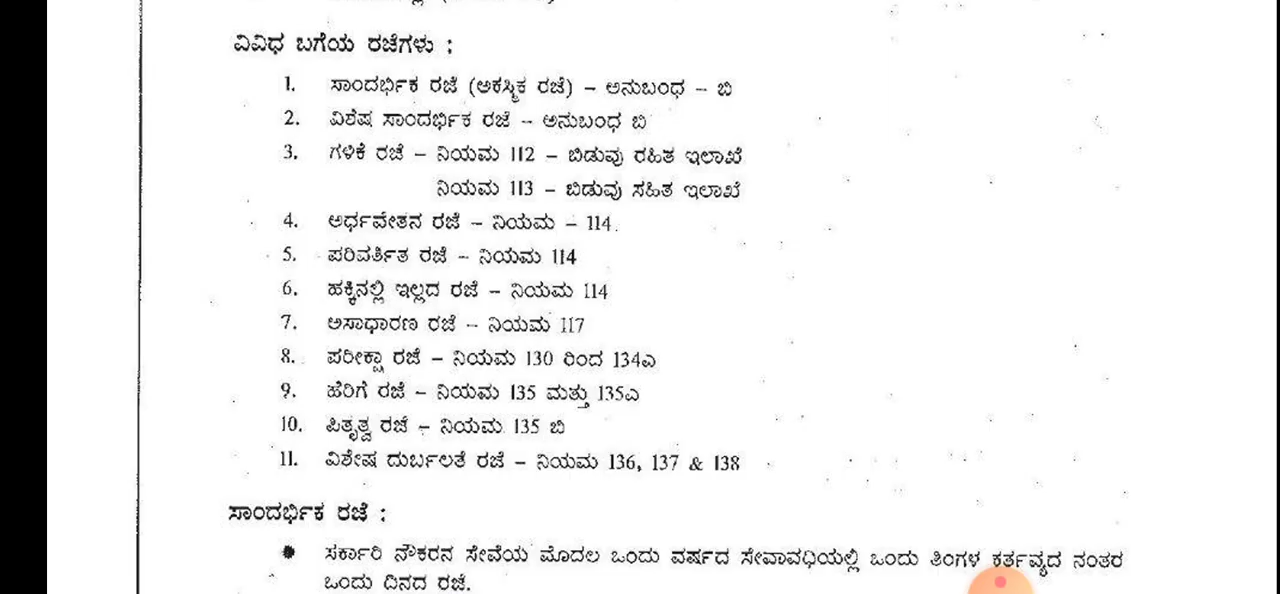 ವಿವಿಧ ಬಗೆಯ ರಜೆಗಳು :
1. ಸಾಂದರ್ಭಿಕ ರಜೆ (ಆಕಸ್ಮಿಕ ರಜೆ) – ಅನುಬಂಧ – ಬಿ
2. ವಿಶೆಷ ಸಾಂದರ್ಭಿಕ ರಜೆ – ಅನುಬಂಧ ಬಿ
3. ಗಳಿಕೆ ರಜೆ – ನಿಯಮ 112 – ಬಿಡುವು ರಹಿತ ಇಲಾಖೆ
ನಿಯಮ 113 – ಬಿಡುವು ಸಹಿತ ಇಲಾಖೆ
4. ಅರ್ಧವೇತನ ರಜೆ – ನಿಯಮ – 114.
5. ಪರಿವರ್ತಿತ ರಜೆ – ನಿಯಮ 114
6. ಹಕ್ಕಿನಲ್ಲಿ ಇಲ್ಲದ ರಜೆ – ನಿಯಮ 114
7. ಅಸಾಧಾರಣ ರಜೆ – ನಿಯಮ 117
8. ಪರೀಕ್ಷಾ ರಜೆ – ನಿಯಮ 130 ರಿಂದ 134ಎ
9. ಹೆರಿಗೆ ರಜೆ – ನಿಯಮ 135 ಮತ್ತು 135ಎ
10. ಪಿತೃತ್ವ ರಜೆ – ನಿಯಮ 135 ಬಿ
11. ವಿಶೇಷ ದುರ್ಬಲತೆ ರಜೆ – ನಿಯಮ 136, 137 & 138
ಸಾಂದರ್ಭಿಕ ರಜೆ :
● ಸರ್ಕಾರಿ ನೌಕರನ ಸೇವೆಯ ಮೊದಲ ಒಂದು ವರ್ಷದ ಸೇವಾವಧಿಯಲ್ಲಿ ಒಂದು ತಿಂಗಳ ಕರ್ತವ್ಯದ ನಂತರ
ಒಂದು ದಿನದ ರಜೆ.